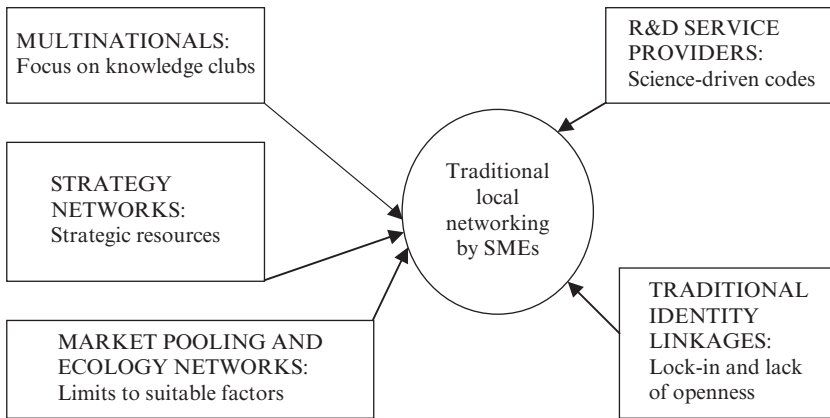 MULTINATIONALS:
Focus on knowledge clubs
STRATEGY
NETWORKS:
Strategic resources
MARKET POOLING AND
ECOLOGY NETWORKS:
Limits to suitable factors
Traditional
local
networking
by SMEs
R&D SERVICE
PROVIDERS:
Science-driven codes
TRADITIONAL
IDENTITY
LINKAGES:
Lock-in and lack
of openness